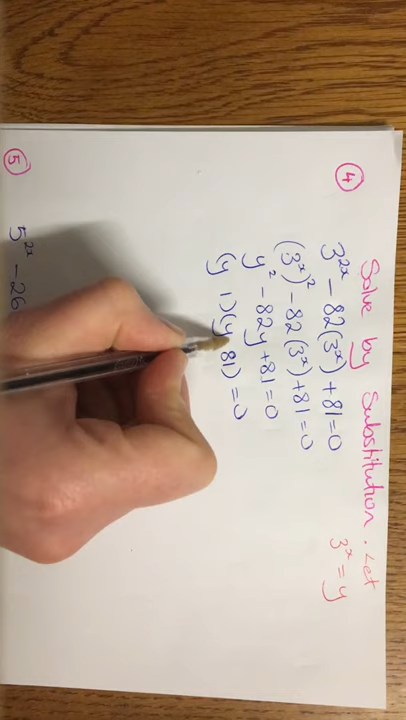 Solve by Substitution. Let
3ˣ = y
④ 3²ˣ - 82(3ˣ) + 81 = 0
(3ˣ)² - 82(3ˣ) + 81 = 0
y² - 82y + 81 = 0
(y 1)(y 81) = 0
⑤ 5²ˣ - 26